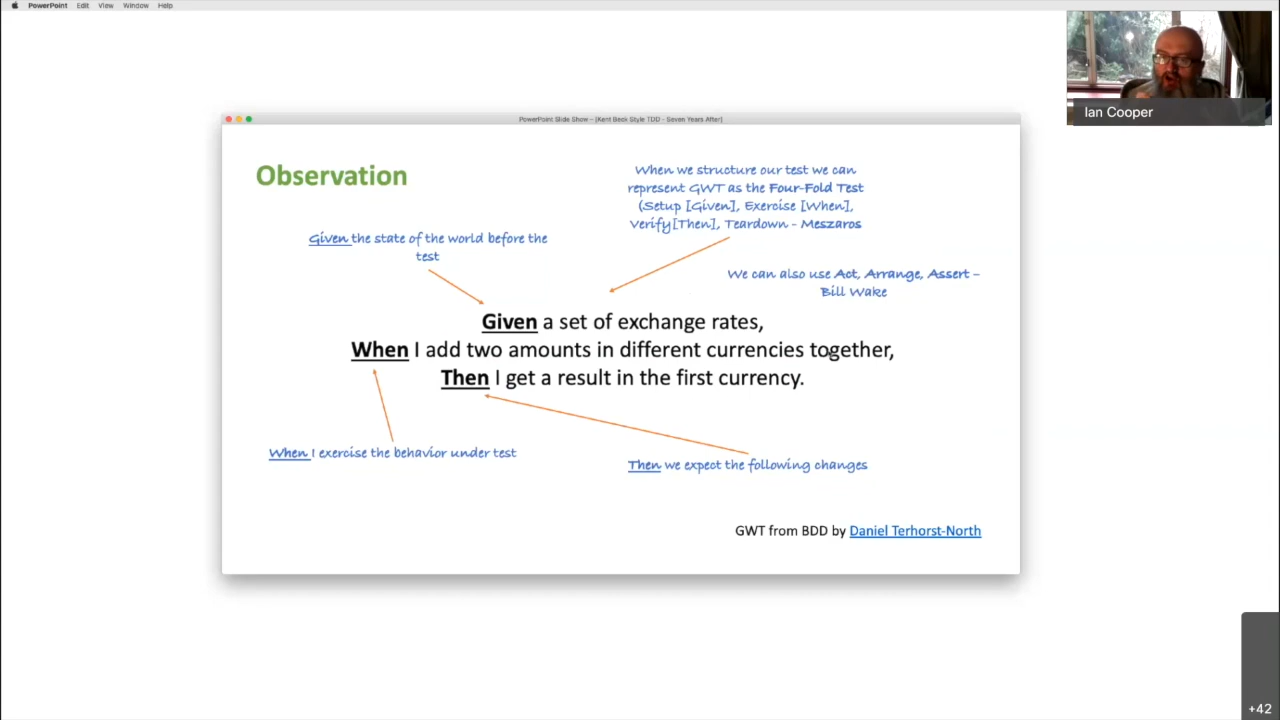 PowerPoint Edit View Window Help
Ian Cooper
PowerPoint Slide Show - [Kent Beck Style TDD - Seven Years After]
Observation
When we structure our test we can
represent GWT as the Four-Fold Test
(Setup [Given], Exercise [When],
Verify[Then], Teardown - Meszaros
Given the state of the world before the
test
We can also use Act, Arrange, Assert –
Bill Wake
Given a set of exchange rates,
When I add two amounts in different currencies together,
Then I get a result in the first currency.
When I exercise the behavior under test
Then we expect the following changes
GWT from BDD by Daniel Terhorst-North
+42